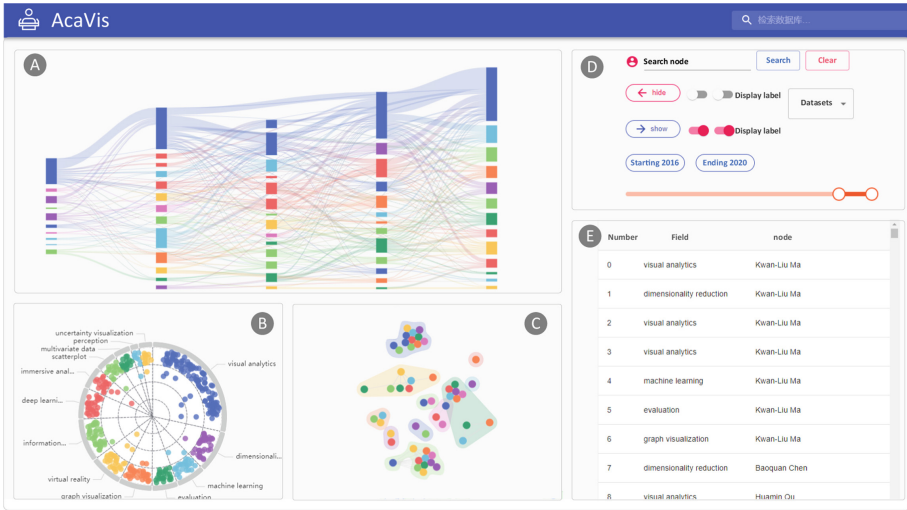 AcaVis
检索数据库...
A
D
Search node
Search
Clear
hide
Display label
Datasets
show
Display label
Starting 2016
Ending 2020
B
uncertainty visualization
perception
multivariate data
scatterplot
immersive anal...
deep learni...
information...
virtual reality
graph visualization
evaluation
machine learning
dimensionali...
visual analytics
C
E
Number Field node
0 visual analytics Kwan-Liu Ma
1 dimensionality reduction Kwan-Liu Ma
2 visual analytics Kwan-Liu Ma
3 visual analytics Kwan-Liu Ma
4 machine learning Kwan-Liu Ma
5 evaluation Kwan-Liu Ma
6 graph visualization Kwan-Liu Ma
7 dimensionality reduction Baoquan Chen
8 visual analytics Huamin Qu